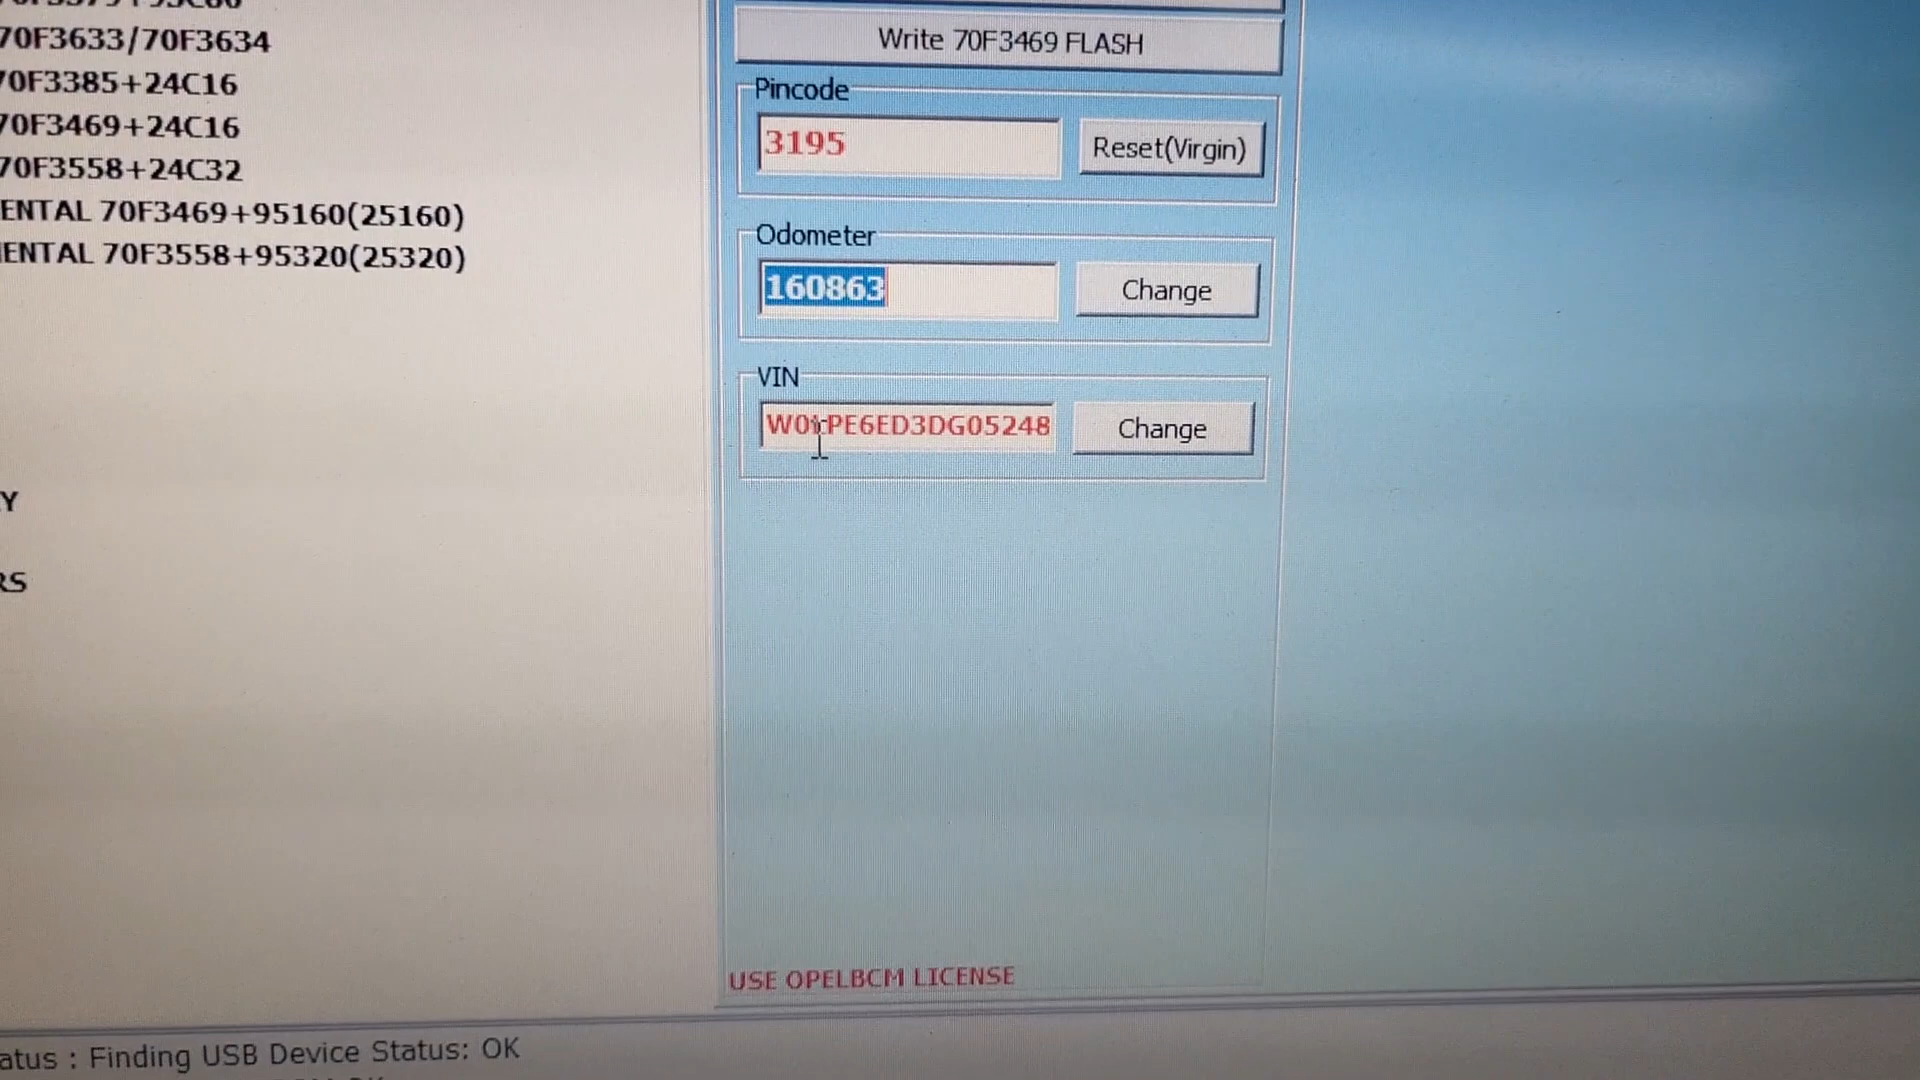 70F3633/70F3634
70F3385+24C16
70F3469+24C16
70F3558+24C32
ENTAL 70F3469+95160(25160)
ENTAL 70F3558+95320(25320)
Y
RS
Write 70F3469 FLASH
Pincode
3195
Reset(Virgin)
Odometer
160863
Change
VIN
Change
USE OPELBCM LICENSE
atus : Finding USB Device Status: OK